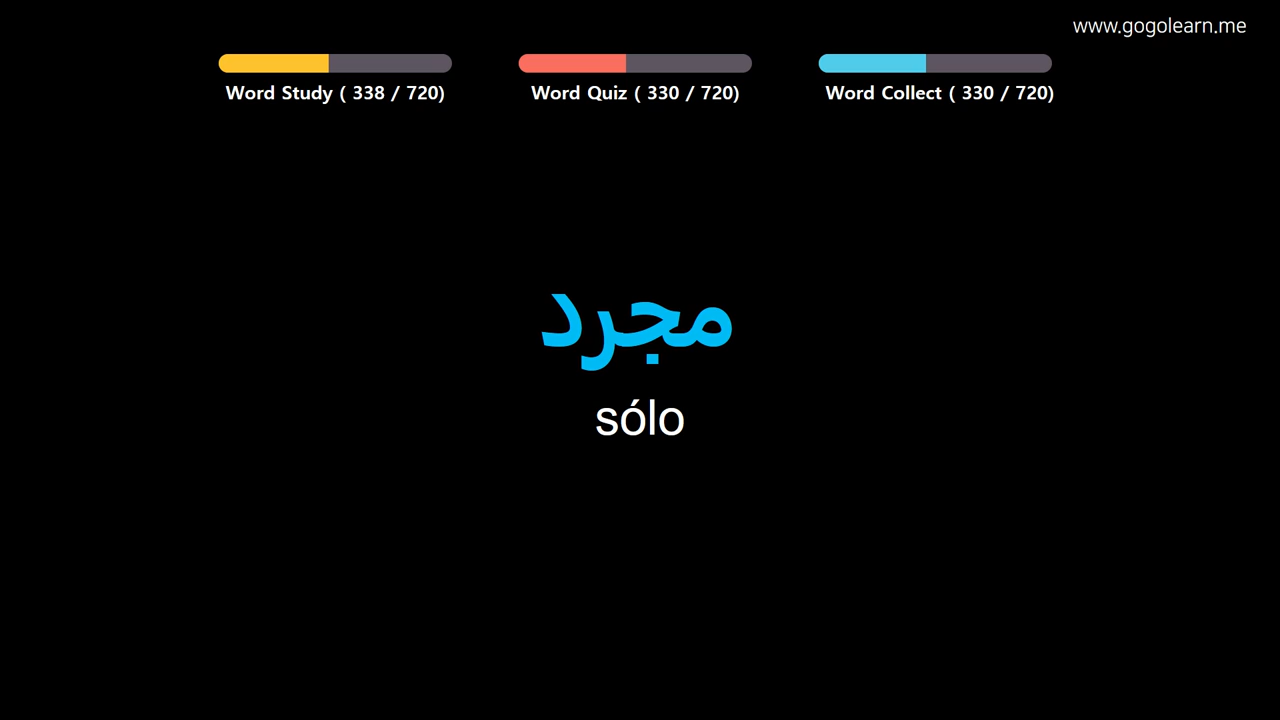 www.gogolearn.me
Word Study ( 338 / 720)
Word Quiz ( 330 / 720)
Word Collect ( 330 / 720)
مجرد
sólo